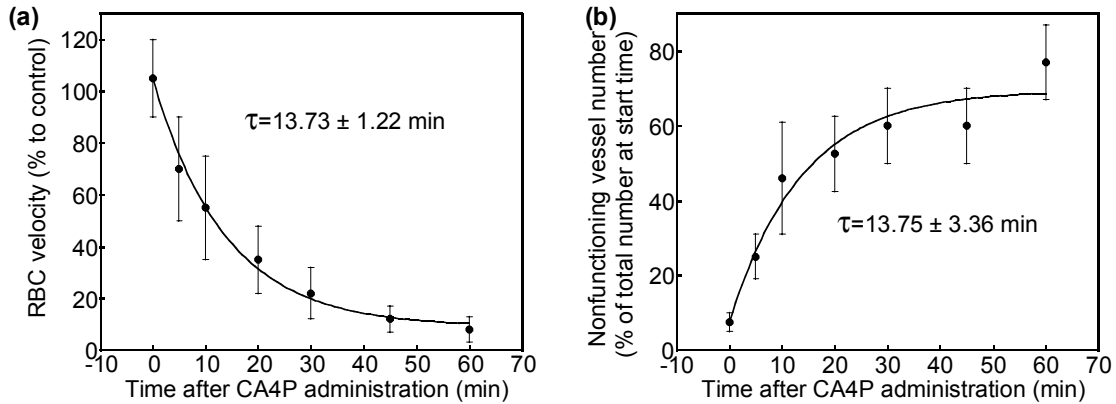 (a)
120
100
80
60
40
20
0
RBC velocity (% to control)
τ=13.73 ± 1.22 min
-10 0 10 20 30 40 50 60 70
Time after CA4P administration (min)
(b)
80
60
40
20
0
Nonfunctioning vessel number
(% of total number at start time)
τ=13.75 ± 3.36 min
-10 0 10 20 30 40 50 60 70
Time after CA4P administration (min)